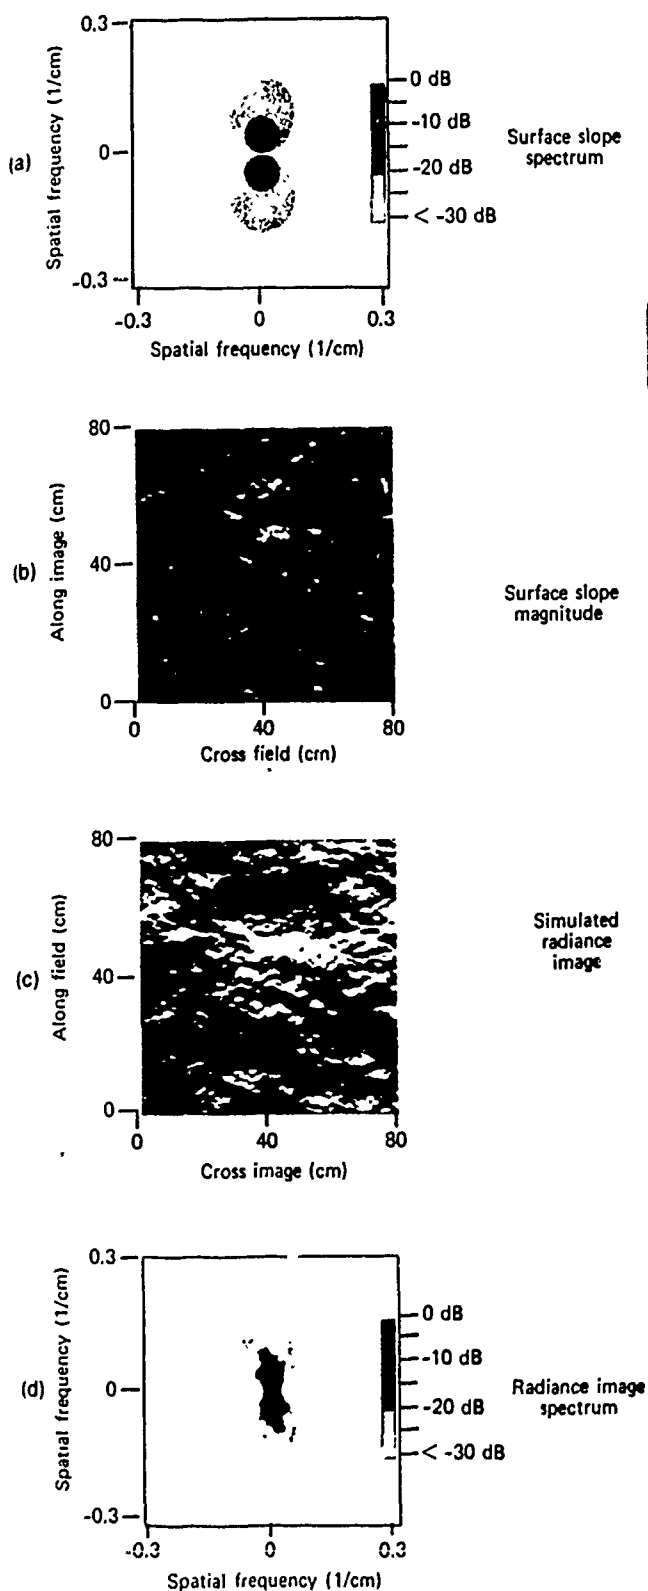 (a)
Spatial frequency (1/cm)
0.3
0
-0.3
-0.3
0
0.3
Spatial frequency (1/cm)
0 dB
-10 dB
-20 dB
< -30 dB
Surface slope
spectrum
(b)
Along image (cm)
80
40
0
0
40
80
Cross field (cm)
Surface slope
magnitude
(c)
Along field (cm)
80
40
0
0
40
80
Cross image (cm)
Simulated
radiance
image
(d)
Spatial frequency (1/cm)
0.3
0
-0.3
-0.3
0
0.3
Spatial frequency (1/cm)
0 dB
-10 dB
-20 dB
< -30 dB
Radiance image
spectrum